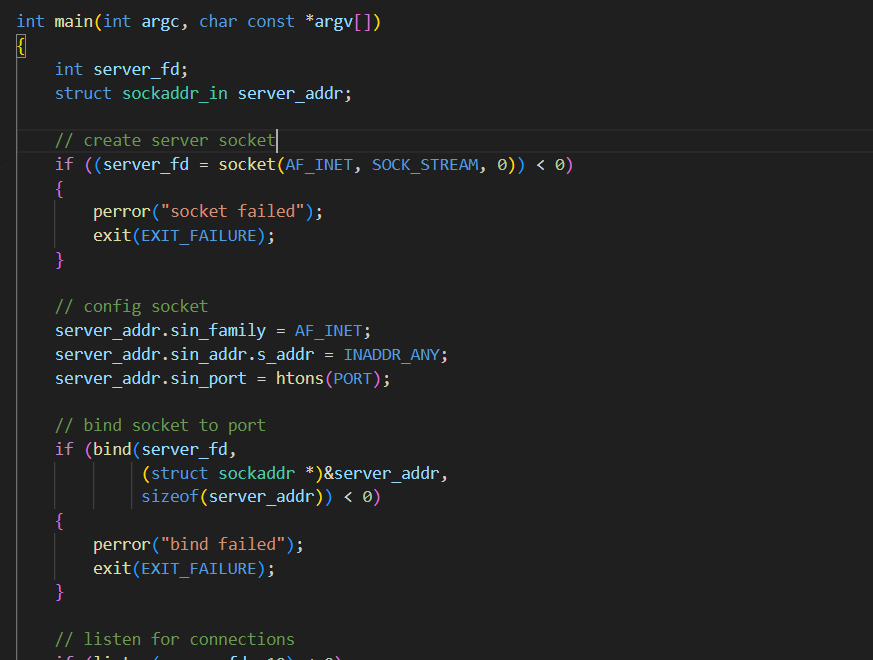 int main(int argc, char const *argv[])
{
    int server_fd;
    struct sockaddr_in server_addr;

    // create server socket
    if ((server_fd = socket(AF_INET, SOCK_STREAM, 0)) < 0)
    {
        perror("socket failed");
        exit(EXIT_FAILURE);
    }

    // config socket
    server_addr.sin_family = AF_INET;
    server_addr.sin_addr.s_addr = INADDR_ANY;
    server_addr.sin_port = htons(PORT);

    // bind socket to port
    if (bind(server_fd,
             (struct sockaddr *)&server_addr,
             sizeof(server_addr)) < 0)
    {
        perror("bind failed");
        exit(EXIT_FAILURE);
    }

    // listen for connections